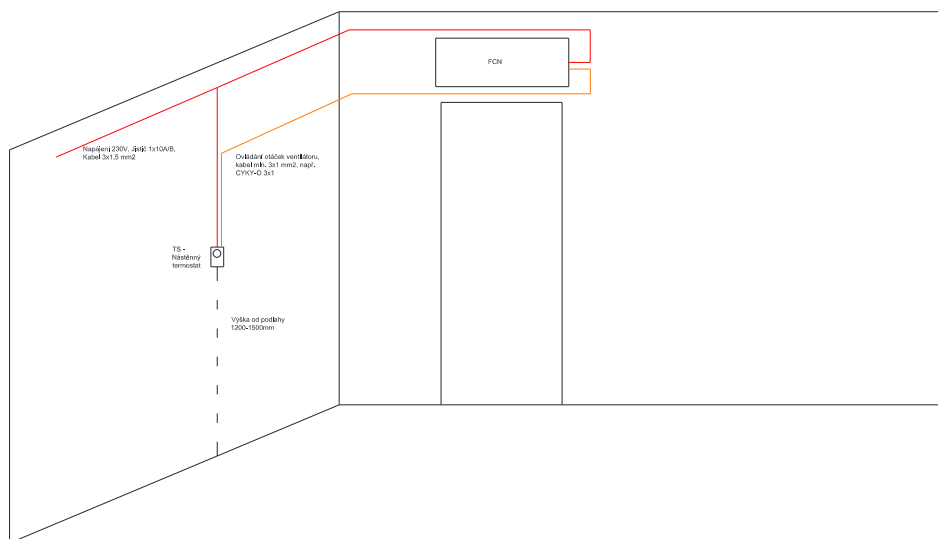 FCN
Napájení 230V, Jistič 1x10A/B,
Kabel 3x1,5 mm2
Ovládání otáček ventilátoru,
kabel min. 3x1 mm2, např.
CYKY-O 3x1
TS -
Nástěnný
termostat
Výška od podlahy
1200-1500mm